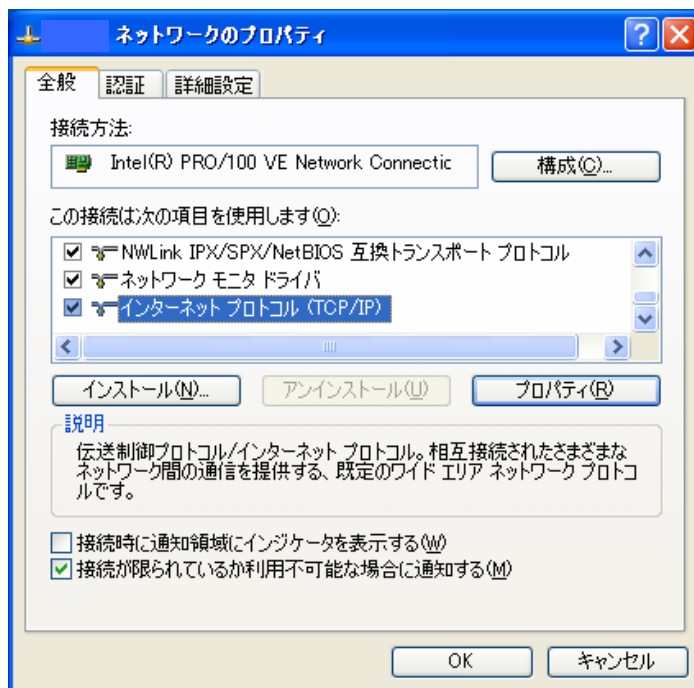 ネットワークのプロパティ
全般 認証 詳細設定
接続方法:
Intel(R) PRO/100 VE Network Connectic 構成(C)...
この接続は次の項目を使用します(O):
NWLink IPX/SPX/NetBIOS 互換トランスポート プロトコル
ネットワーク モニタ ドライバ
インターネット プロトコル (TCP/IP)
インストール(N)... アンインストール(U) プロパティ(R)
説明
伝送制御プロトコル/インターネット プロトコル。相互接続されたさまざまな
ネットワーク間の通信を提供する、既定のワイド エリア ネットワーク プロトコ
ルです。
接続時に通知領域にインジケータを表示する(W)
接続が限られているか利用不可能な場合に通知する(M)
OK キャンセル